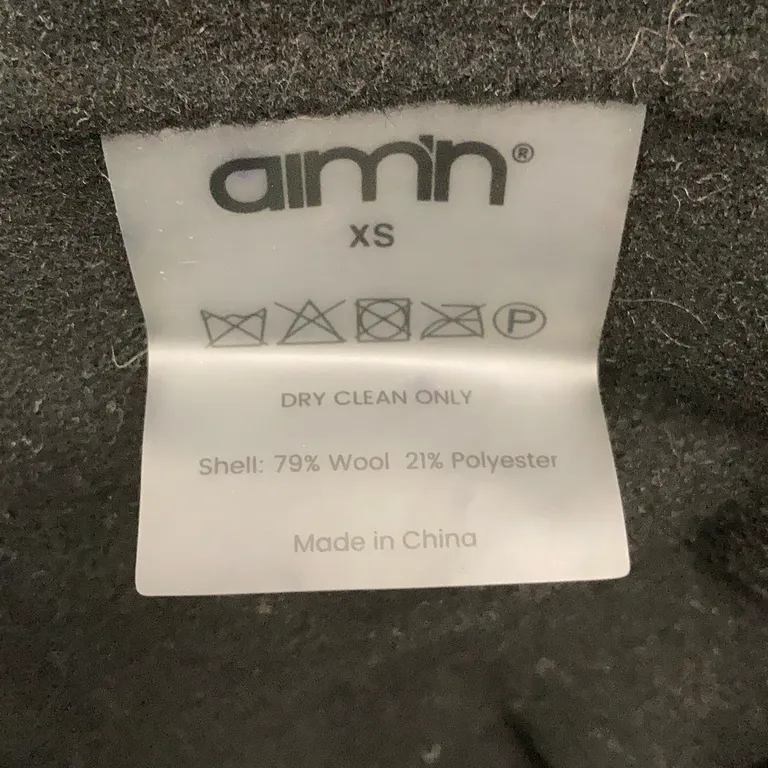 aim'n®
XS
P
DRY CLEAN ONLY
Shell: 79% Wool 21% Polyester
Made in China